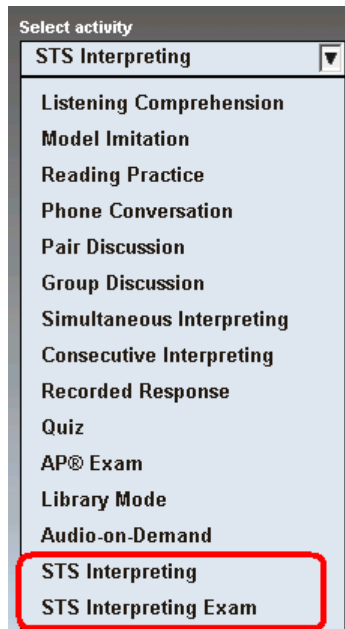 Select activity
STS Interpreting
Listening Comprehension
Model Imitation
Reading Practice
Phone Conversation
Pair Discussion
Group Discussion
Simultaneous Interpreting
Consecutive Interpreting
Recorded Response
Quiz
AP® Exam
Library Mode
Audio-on-Demand
STS Interpreting
STS Interpreting Exam